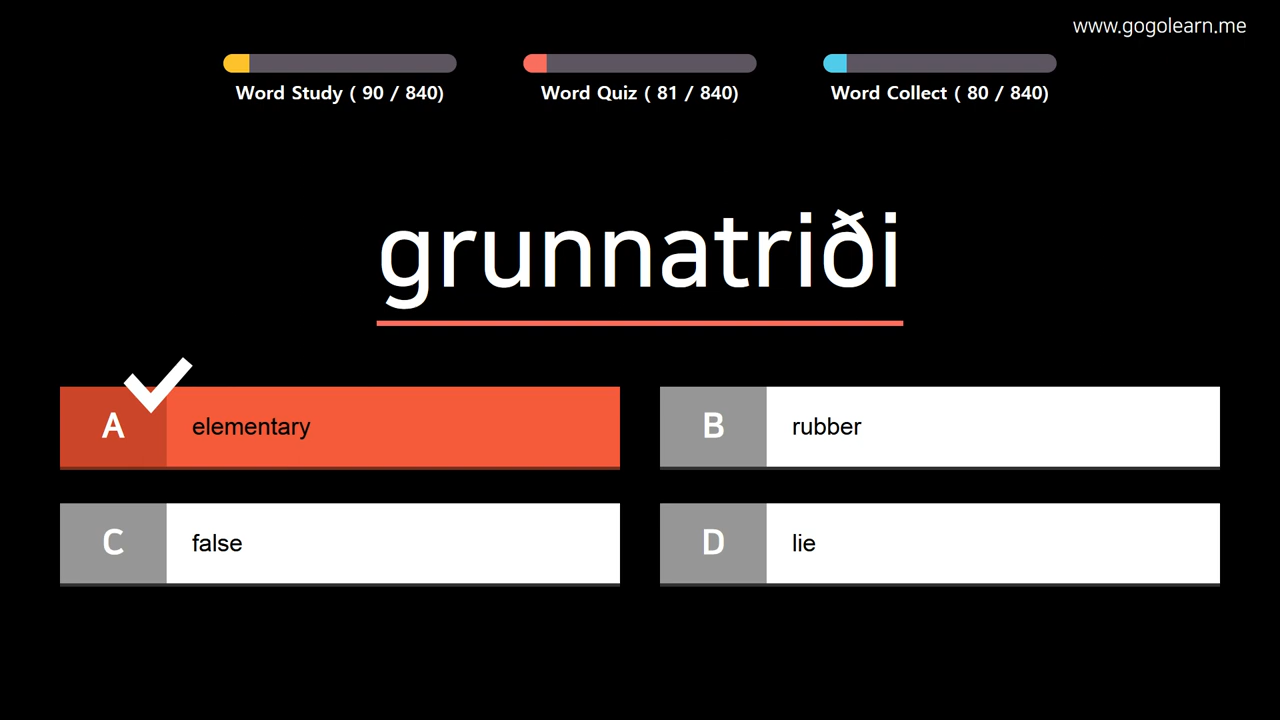 www.gogolearn.me
Word Study ( 90 / 840)
Word Quiz ( 81 / 840)
Word Collect ( 80 / 840)
grunnatriði
A elementary
B rubber
C false
D lie